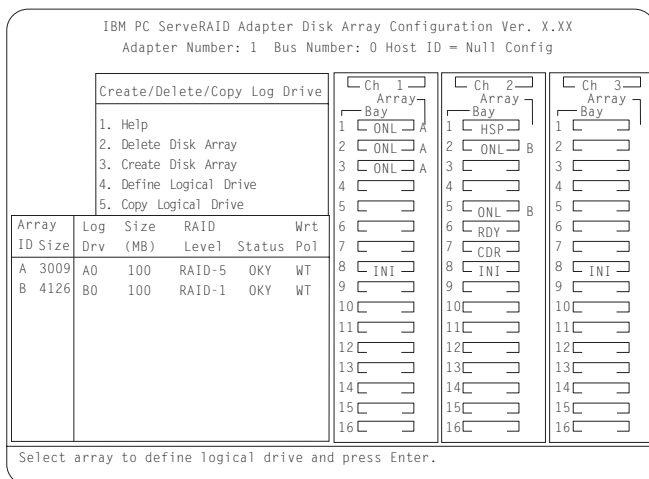 IBM PC ServeRAID Adapter Disk Array Configuration Ver. X.XX
Adapter Number: 1 Bus Number: 0 Host ID = Null Config
Create/Delete/Copy Log Drive
1. Help
2. Delete Disk Array
3. Create Disk Array
4. Define Logical Drive
5. Copy Logical Drive
Array Log Size RAID Wrt
ID Size Drv (MB) Level Status Pol
A 3009 A0 100 RAID-5 OKY WT
B 4126 B0 100 RAID-1 OKY WT
Ch 1
Array
Bay
1 ONL A
2 ONL A
3 ONL A
4
5
6
7
8 INI
9
10
11
12
13
14
15
16
Ch 2
Array
Bay
1 HSP
2 ONL B
3
4
5 ONL B
6 RDY
7 CDR
8 INI
9
10
11
12
13
14
15
16
Ch 3
Array
Bay
1
2
3
4
5
6
7
8 INI
9
10
11
12
13
14
15
16
Select array to define logical drive and press Enter.